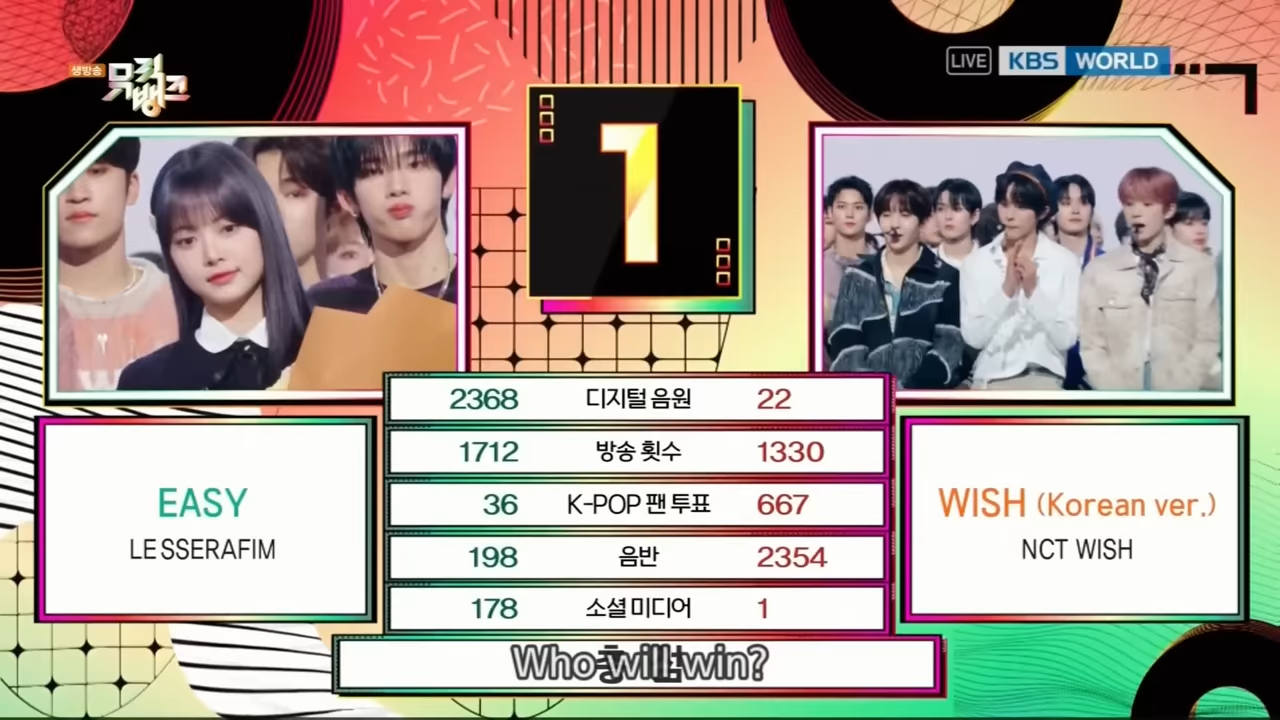 생방송
뮤직
뱅크
LIVE KBS WORLD
1
2368 디지털 음원 22
1712 방송 횟수 1330
36 K-POP 팬 투표 667
198 음반 2354
178 소셜 미디어 1
EASY
LE SSERAFIM
WISH (Korean ver.)
NCT WISH
Who will win?